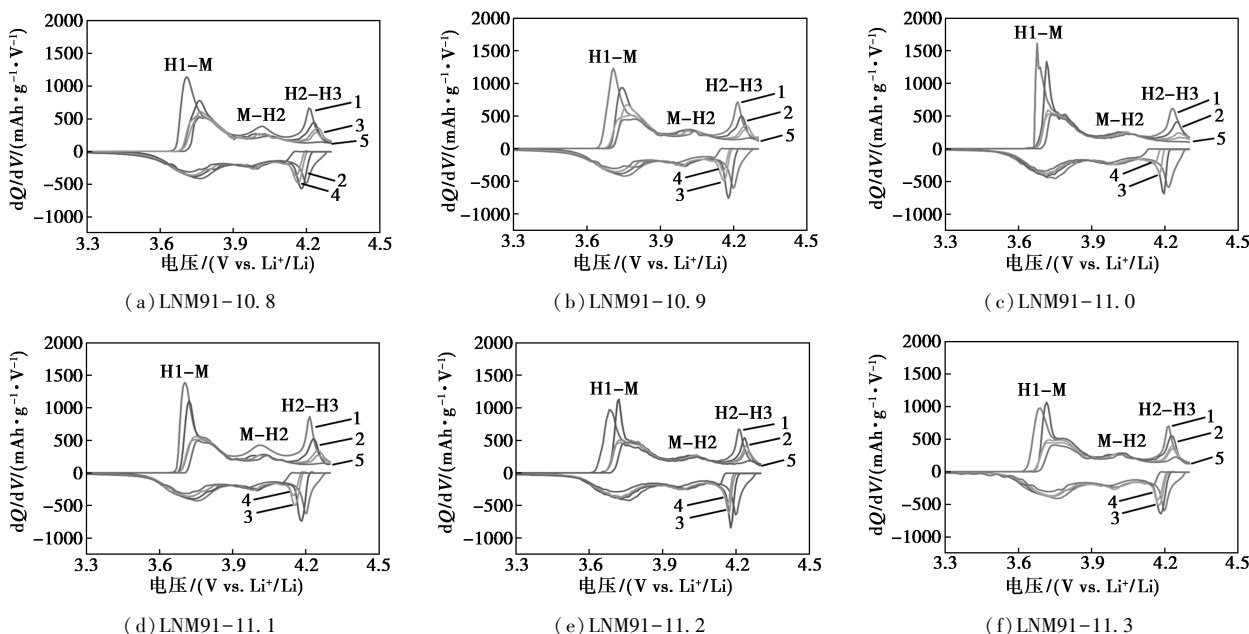 2000
1500
1000
500
0
−500
−1000
dQ/dV/(mAh·g⁻¹·V⁻¹)
H1−M
M−H2
H2−H3
1
3
5
2
4
3.3 3.6 3.9 4.2 4.5
电压/(V vs. Li⁺/Li)
(a)LNM91-10.8
2000
1500
1000
500
0
−500
−1000
dQ/dV/(mAh·g⁻¹·V⁻¹)
H1−M
M−H2
H2−H3
1
2
5
4
3
3.3 3.6 3.9 4.2 4.5
电压/(V vs. Li⁺/Li)
(b)LNM91-10.9
2000
1500
1000
500
0
−500
−1000
dQ/dV/(mAh·g⁻¹·V⁻¹)
H1−M
M−H2
H2−H3
1
2
5
4
3
3.3 3.6 3.9 4.2 4.5
电压/(V vs. Li⁺/Li)
(c)LNM91-11.0
2000
1500
1000
500
0
−500
−1000
dQ/dV/(mAh·g⁻¹·V⁻¹)
H1−M
M−H2
H2−H3
1
2
5
4
3
3.3 3.6 3.9 4.2 4.5
电压/(V vs. Li⁺/Li)
(d)LNM91-11.1
2000
1500
1000
500
0
−500
−1000
dQ/dV/(mAh·g⁻¹·V⁻¹)
H1−M
M−H2
H2−H3
1
2
5
4
3
3.3 3.6 3.9 4.2 4.5
电压/(V vs. Li⁺/Li)
(e)LNM91-11.2
2000
1500
1000
500
0
−500
−1000
dQ/dV/(mAh·g⁻¹·V⁻¹)
H1−M
M−H2
H2−H3
1
2
5
4
3
3.3 3.6 3.9 4.2 4.5
电压/(V vs. Li⁺/Li)
(f)LNM91-11.3